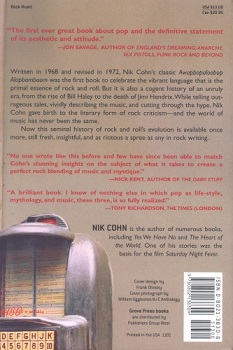 Rock Music
"The first ever great book about pop and the definitive statement
of its aesthetic and attitude."
—JON SAVAGE, AUTHOR OF ENGLAND'S DREAMING: ANARCHY,
SEX PISTOLS, PUNK ROCK AND BEYOND
Written in 1968 and revised in 1972, Nik Cohn's classic Awopbopaloobop
Alopbamboom was the first book to celebrate the vibrant language that is the
primal essence of rock and roll. But it is also a cogent history of an unruly
era, from the rise of Bill Haley to the death of Jimi Hendrix. While telling out-
rageous tales, vividly describing the music, and cutting through the hype, Nik
Cohn gave birth to the literary form of rock criticism—and the world of
music has never been the same.
Now this seminal history of rock and roll's evolution is available once
more, still fresh, insightful, and as riotous a spree as any in rock writing.
"No one wrote like this before and few have since been able to match
Cohn's stunning insights on the subject of what it takes to create a
perfect rock blending of music and mystique."
—NICK KENT, AUTHOR OF THE DARK STUFF
"A brilliant book. I know of nothing else in which pop as life-style,
mythology, and music, these three, is so fully realized."
—TONY RICHARDSON, THE TIMES (LONDON)
NIK COHN is the author of numerous books,
including Yes We Have No and The Heart of
the World. One of his stories was the basis
for the film Saturday Night Fever.
Cover design by
Cover photograph by
Grove Press books
are distributed by
Publishers Group West
Printed in the USA
ABCDEFGHJK